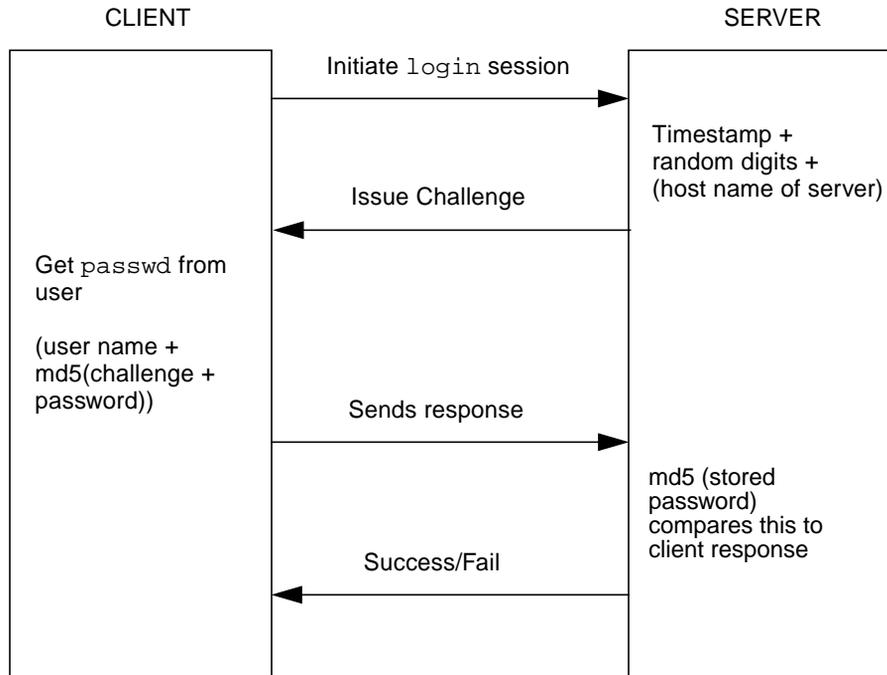 CLIENT
SERVER
Initiate login session
Timestamp +
random digits +
(host name of server)
Issue Challenge
Get passwd from
user
(user name +
md5(challenge +
password))
Sends response
md5 (stored
password)
compares this to
client response
Success/Fail